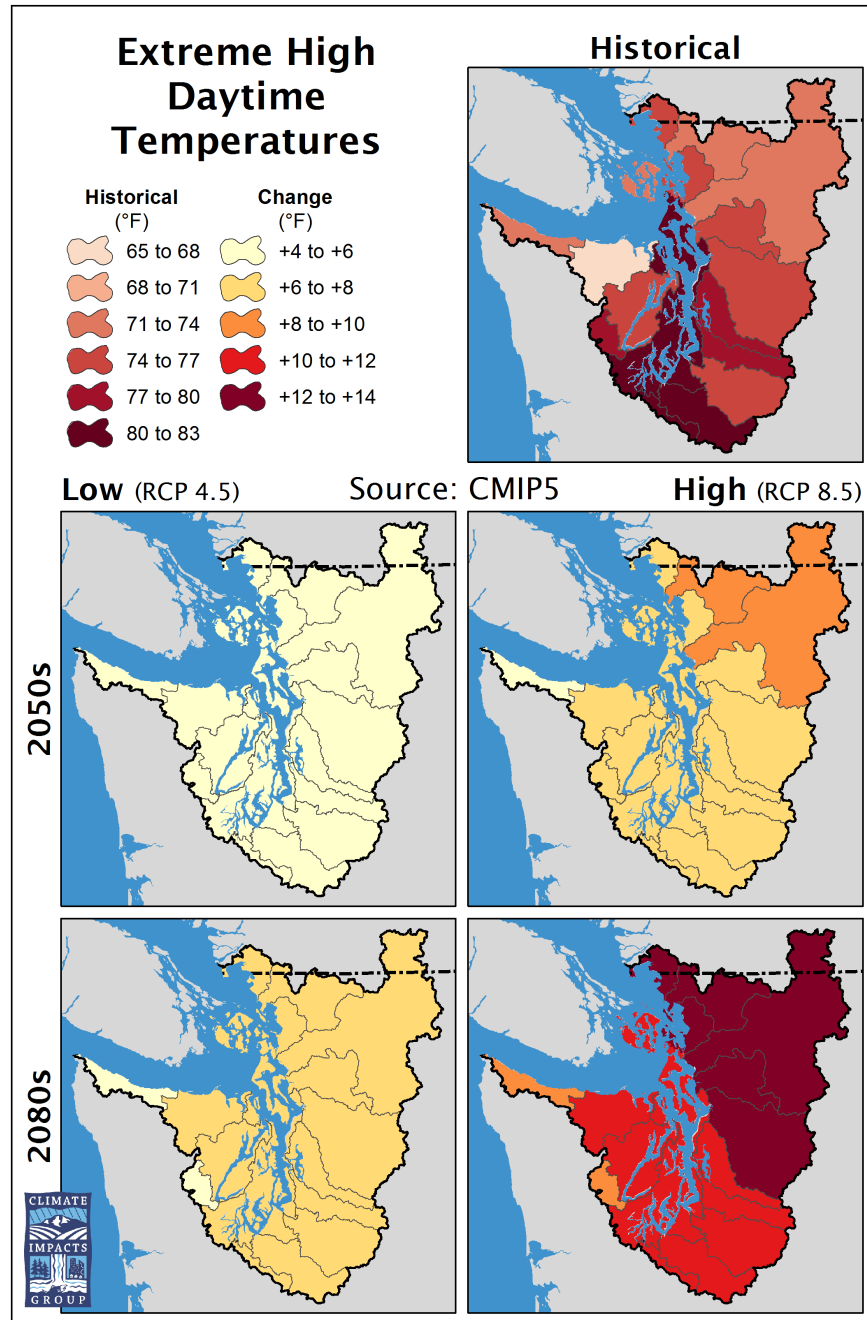 Extreme High
Daytime
Temperatures
Historical
(°F)
65 to 68
68 to 71
71 to 74
74 to 77
77 to 80
80 to 83
Change
(°F)
+4 to +6
+6 to +8
+8 to +10
+10 to +12
+12 to +14
Historical
Low (RCP 4.5)
Source: CMIP5
High (RCP 8.5)
2050s
2080s
CLIMATE
IMPACTS
GROUP